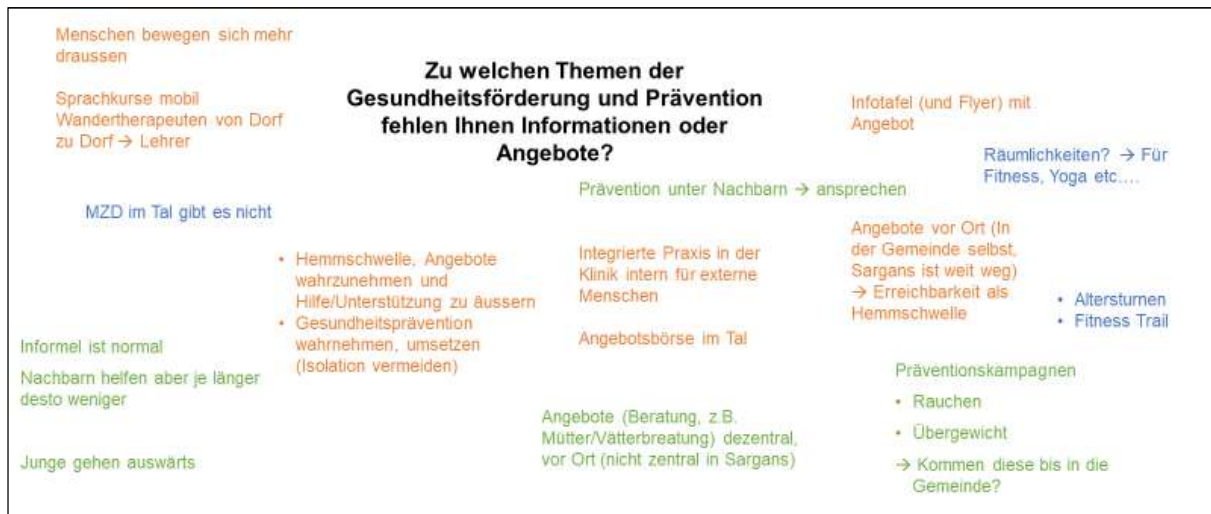 Menschen bewegen sich mehr
draussen
Sprachkurse mobil
Wandertherapeuten von Dorf
zu Dorf → Lehrer
Zu welchen Themen der
Gesundheitsförderung und Prävention
fehlen Ihnen Informationen oder
Angebote?
Infotafel (und Flyer) mit
Angebot
Räumlichkeiten? → Für
Fitness, Yoga etc....
Prävention unter Nachbarn → ansprechen
MZD im Tal gibt es nicht
• Hemmschwelle, Angebote
wahrzunehmen und
Hilfe/Unterstützung zu äussern
• Gesundheitsprävention
wahrnehmen, umsetzen
(Isolation vermeiden)
Integrierte Praxis in der
Klinik intern für externe
Menschen
Angebotsbörse im Tal
Angebote vor Ort (In
der Gemeinde selbst,
Sargans ist weit weg)
→ Erreichbarkeit als
Hemmschwelle
• Altersturnen
• Fitness Trail
Informel ist normal
Nachbarn helfen aber je länger
desto weniger
Junge gehen auswärts
Angebote (Beratung, z.B.
Mütter/Vätterbreatung) dezentral,
vor Ort (nicht zentral in Sargans)
Präventionskampagnen
• Rauchen
• Übergewicht
→ Kommen diese bis in die
Gemeinde?